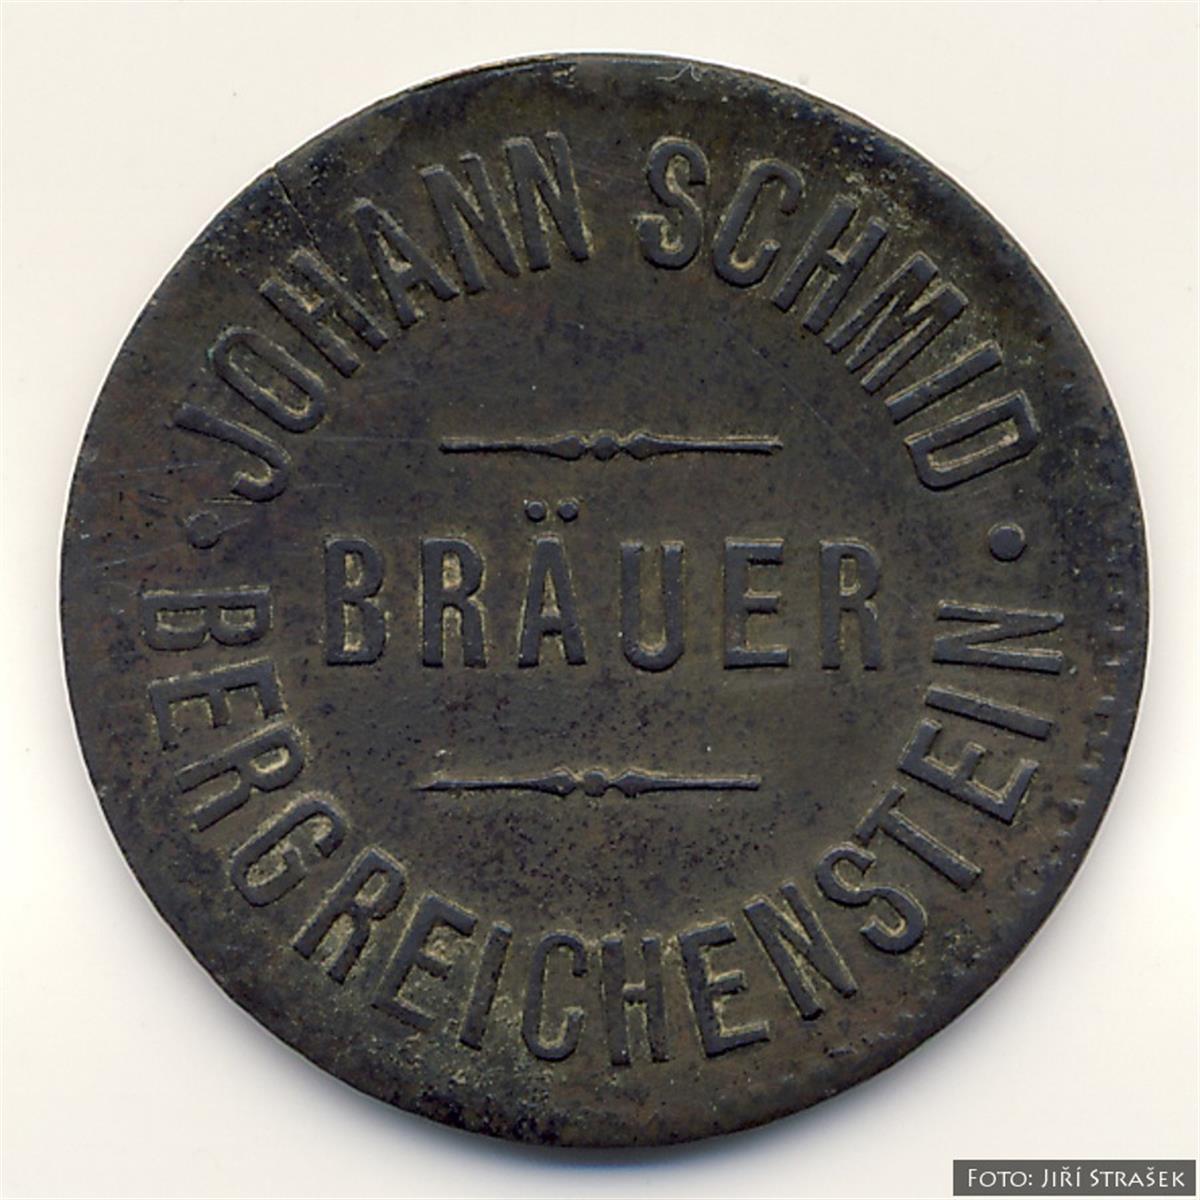 JOHANN SCHMID
BRÄUER
· BERGREICHENSTEIN ·
FOTO: JIŘÍ STRAŠEK